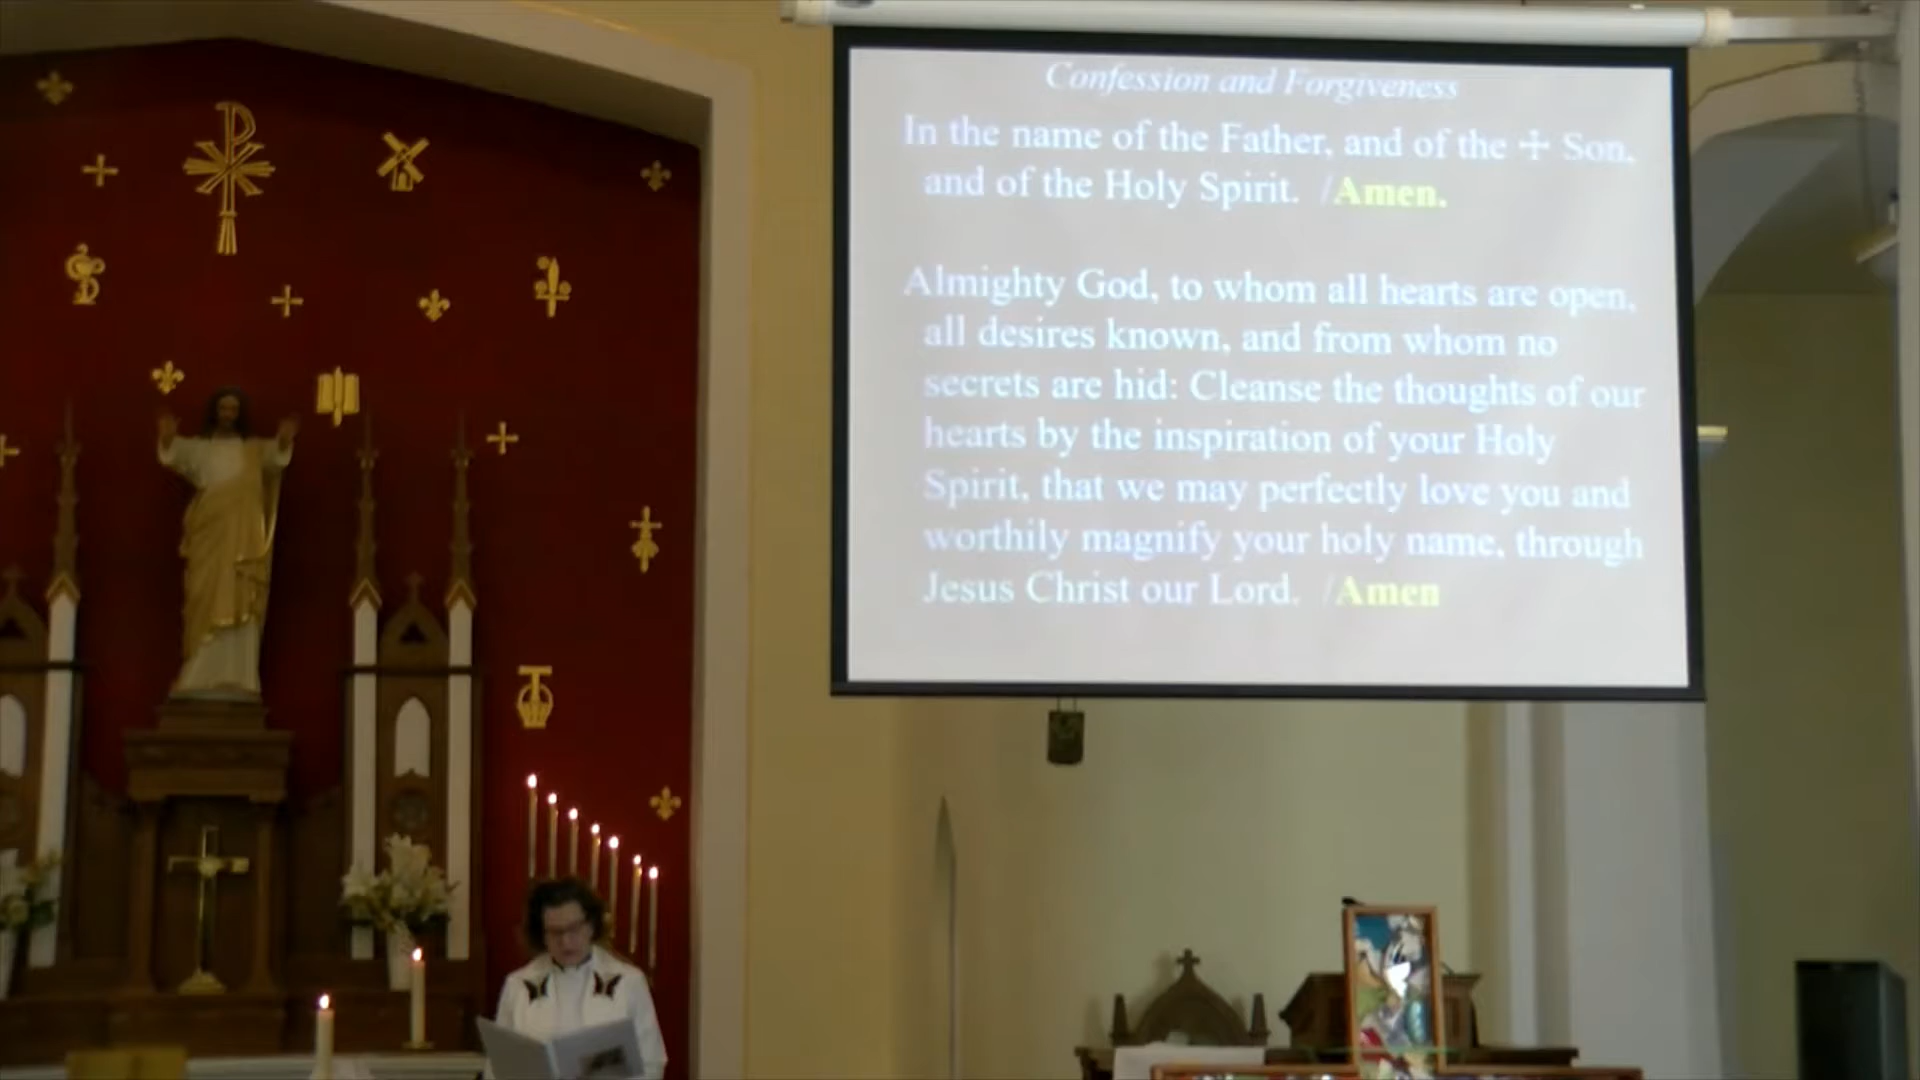 Confession and Forgiveness
In the name of the Father, and of the ☩ Son,
and of the Holy Spirit. /Amen.
Almighty God, to whom all hearts are open,
all desires known, and from whom no
secrets are hid: Cleanse the thoughts of our
hearts by the inspiration of your Holy
Spirit, that we may perfectly love you and
worthily magnify your holy name, through
Jesus Christ our Lord. /Amen